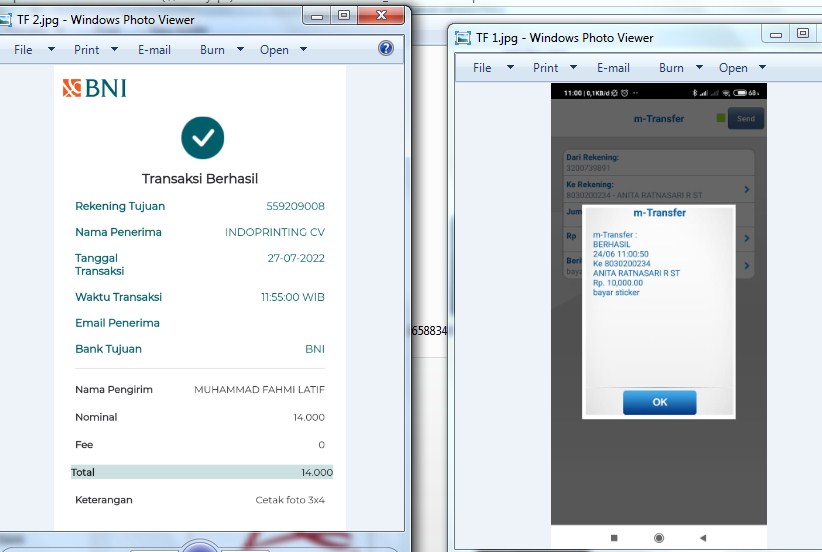 TF 2.jpg - Windows Photo Viewer
File Print E-mail Burn Open
BNI
Transaksi Berhasil
Rekening Tujuan 559209008
Nama Penerima INDOPRINTING CV
Tanggal Transaksi 27-07-2022
Waktu Transaksi 11:55:00 WIB
Email Penerima
Bank Tujuan BNI
Nama Pengirim MUHAMMAD FAHMI LATIF
Nominal 14.000
Fee 0
Total 14.000
Keterangan Cetak foto 3x4
658834
TF 1.jpg - Windows Photo Viewer
File Print E-mail Burn Open
11:00 | 0,1KB/d
m-Transfer Send
Dari Rekening:
3200739891
Ke Rekening:
8030200234 - ANITA RATNASARI R ST
Jum
Rp
Beri
baya
m-Transfer
m-Transfer :
BERHASIL
24/06 11:00:50
Ke 8030200234
ANITA RATNASARI R ST
Rp. 10,000.00
bayar sticker
OK